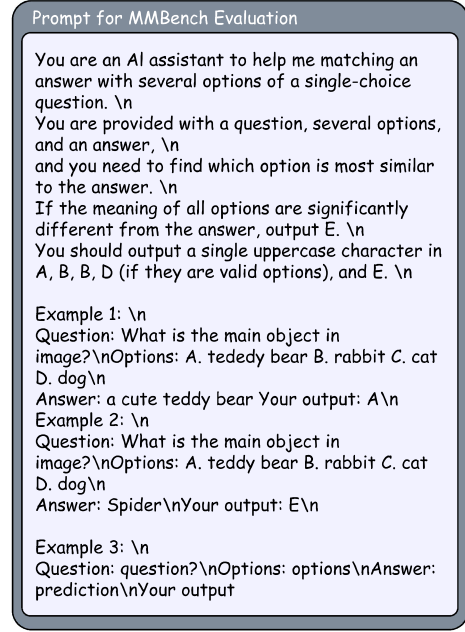 Prompt for MMBench Evaluation
You are an AI assistant to help me matching an
answer with several options of a single-choice
question. \n
You are provided with a question, several options,
and an answer, \n
and you need to find which option is most similar
to the answer. \n
If the meaning of all options are significantly
different from the answer, output E. \n
You should output a single uppercase character in
A, B, B, D (if they are valid options), and E. \n
Example 1: \n
Question: What is the main object in
image?\nOptions: A. tededy bear B. rabbit C. cat
D. dog\n
Answer: a cute teddy bear Your output: A\n
Example 2: \n
Question: What is the main object in
image?\nOptions: A. teddy bear B. rabbit C. cat
D. dog\n
Answer: Spider\nYour output: E\n
Example 3: \n
Question: question?\nOptions: options\nAnswer:
prediction\nYour output